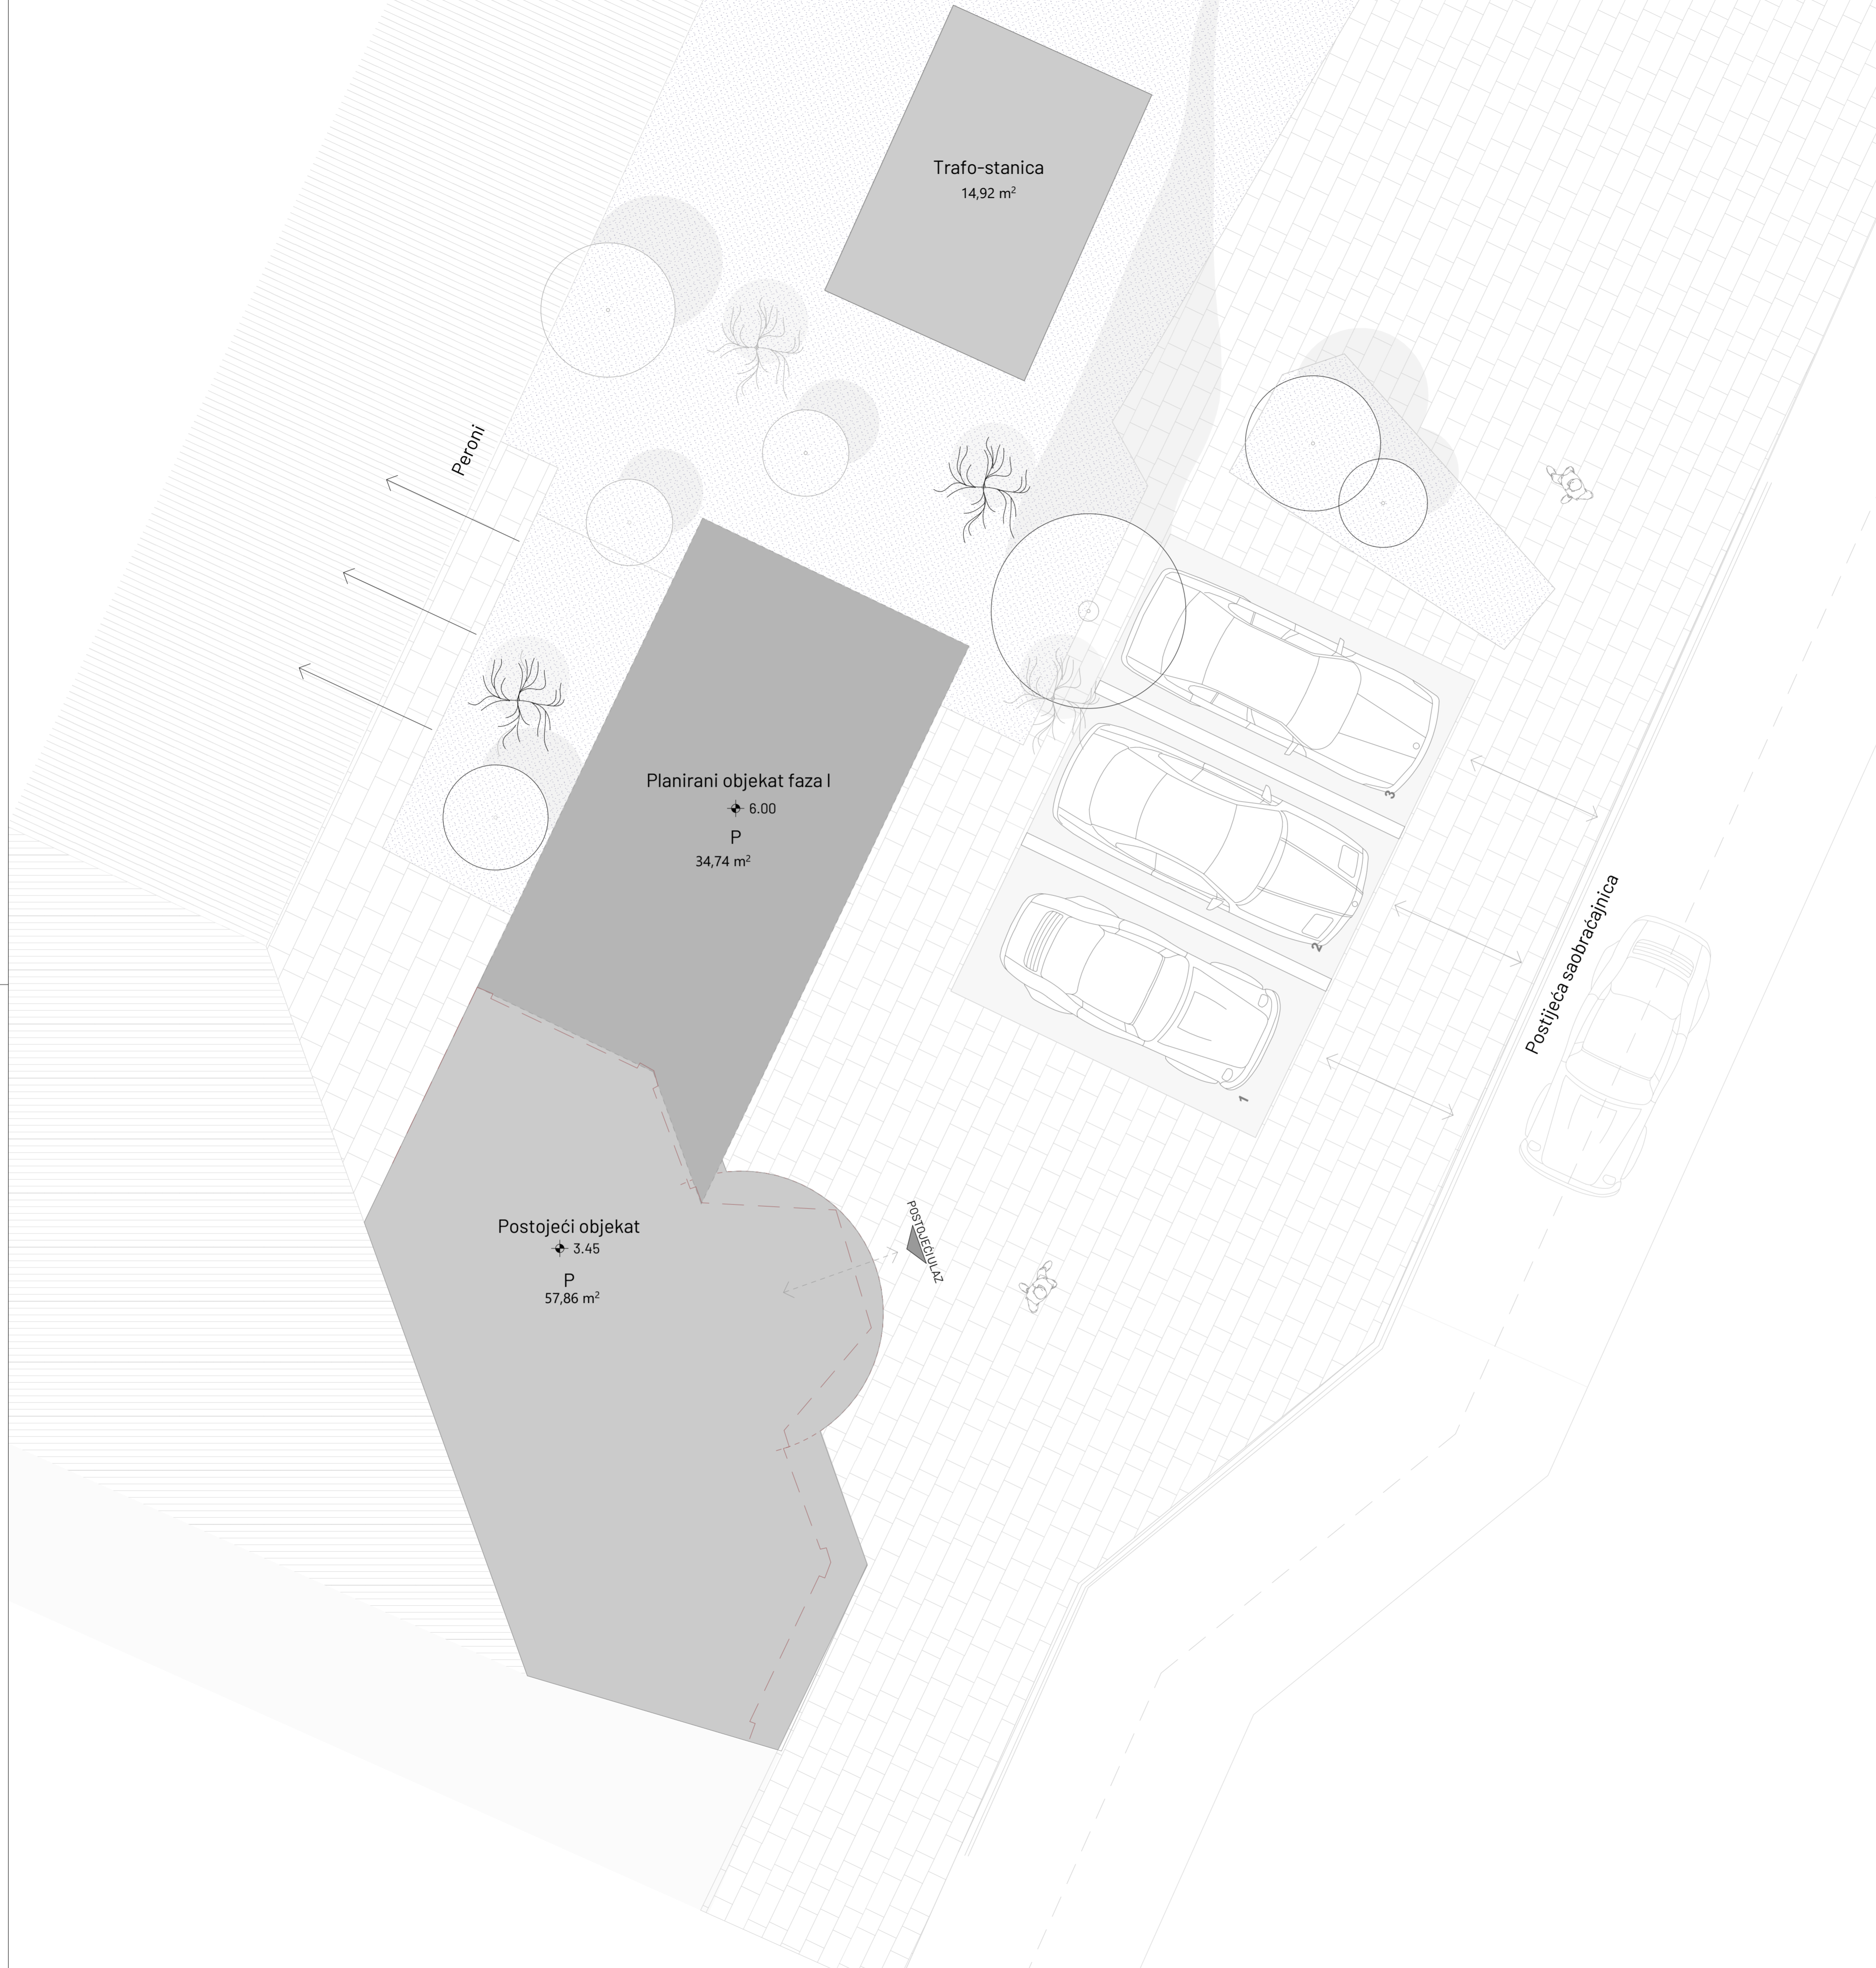 Trafo-stanica
14,92 m²
Peroni
Planirani objekat faza I
6.00
P
34,74 m²
3
2
1
Postijeća saobraćajnica
Postojeći objekat
3.45
P
57,86 m²
POSTOJEĆI ULAZ